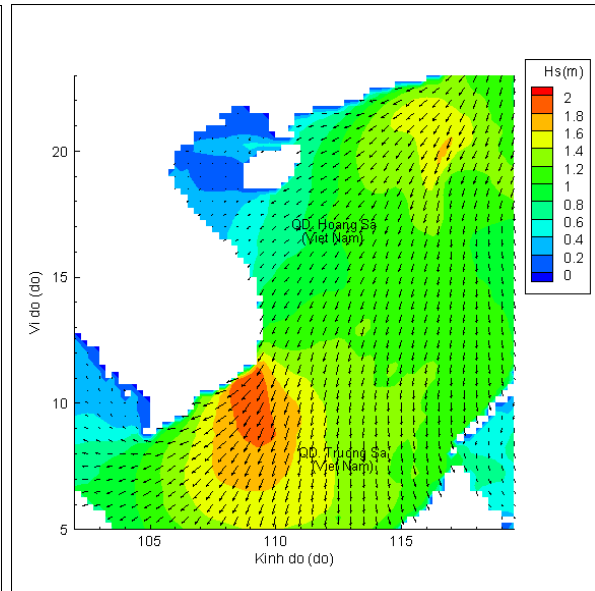 Hs(m)
2
1.8
1.6
1.4
1.2
1
0.8
0.6
0.4
0.2
0
20
15
10
5
Vi do (do)
QD. Hoang Sa
(Viet Nam)
QD. Truong Sa
(Viet Nam)
105
110
115
Kinh do (do)